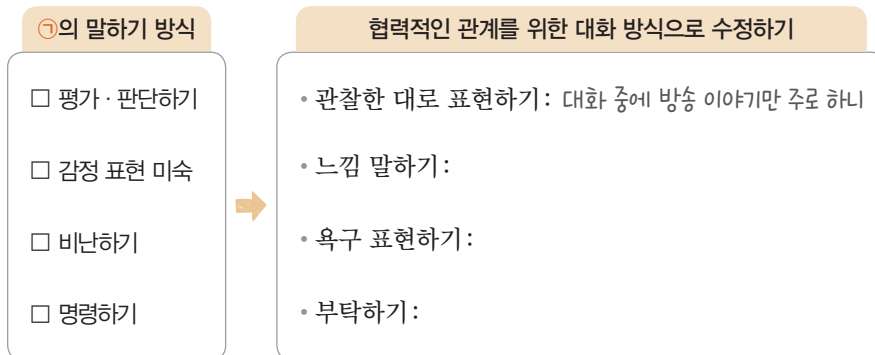 ㉠의 말하기 방식
협력적인 관계를 위한 대화 방식으로 수정하기
□ 평가·판단하기
□ 감정 표현 미숙
□ 비난하기
□ 명령하기
• 관찰한 대로 표현하기: 대화 중에 방송 이야기만 주로 하니
• 느낌 말하기:
• 욕구 표현하기:
• 부탁하기: